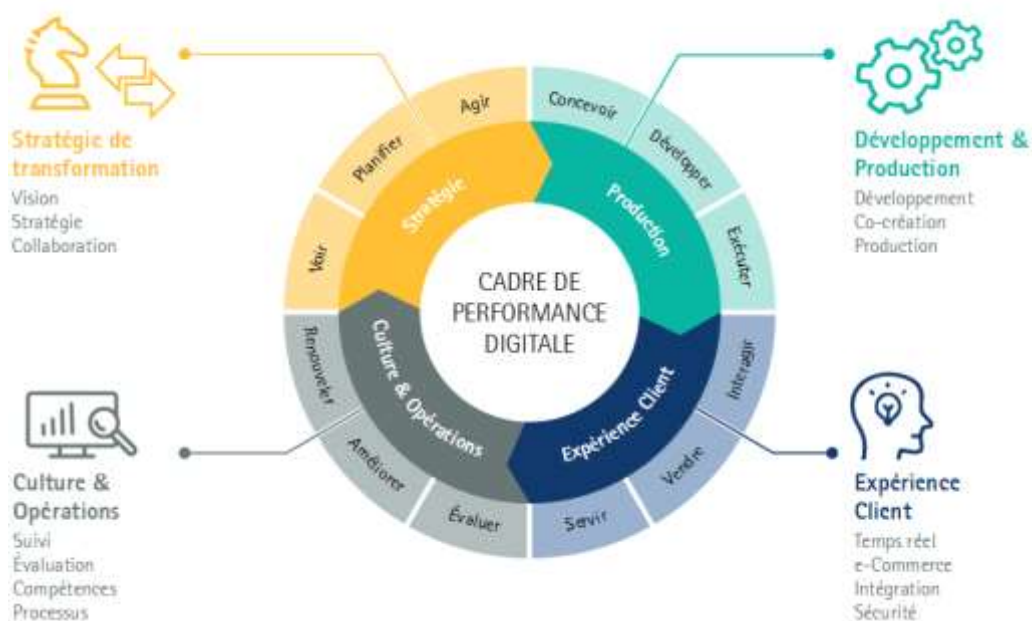 Stratégie de
transformation
Vision
Stratégie
Collaboration
Voir
Planifier
Agir
Stratégie
Concevoir
Développer
Exécuter
Production
Développement &
Production
Développement
Co-création
Production
CADRE DE
PERFORMANCE
DIGITALE
Culture &
Opérations
Suivi
Évaluation
Compétences
Processus
Renouveler
Améliorer
Évaluer
Culture & Opérations
Interagir
Vendre
Servir
Expérience Client
Expérience
Client
Temps réel
e-Commerce
Intégration
Sécurité